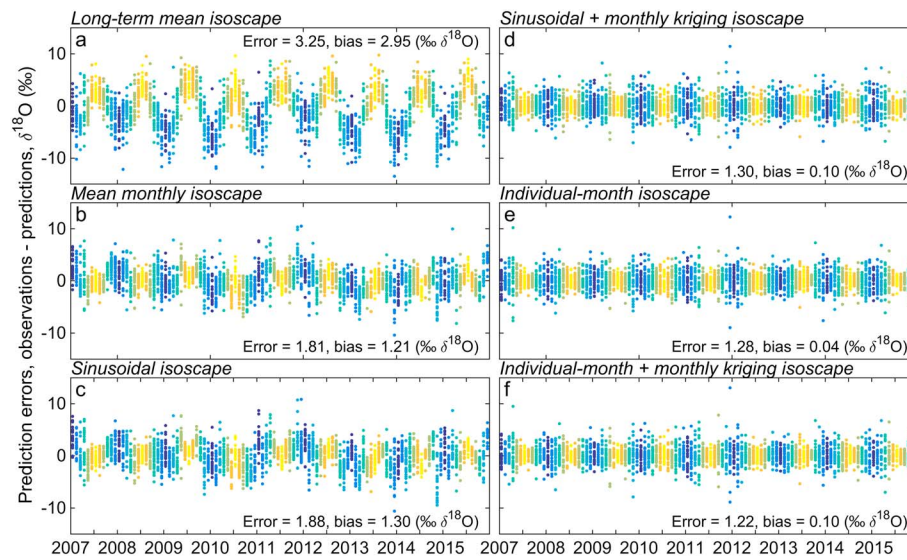 Long-term mean isoscape
a
Error = 3.25, bias = 2.95 (‰ δ¹⁸O)
Mean monthly isoscape
b
Error = 1.81, bias = 1.21 (‰ δ¹⁸O)
Sinusoidal isoscape
c
Error = 1.88, bias = 1.30 (‰ δ¹⁸O)
Sinusoidal + monthly kriging isoscape
d
Error = 1.30, bias = 0.10 (‰ δ¹⁸O)
Individual-month isoscape
e
Error = 1.28, bias = 0.04 (‰ δ¹⁸O)
Individual-month + monthly kriging isoscape
f
Error = 1.22, bias = 0.10 (‰ δ¹⁸O)
Prediction errors, observations - predictions, δ¹⁸O (‰)
10
0
-10
10
0
-10
10
0
-10
2007 2008 2009 2010 2011 2012 2013 2014 2015
2007 2008 2009 2010 2011 2012 2013 2014 2015